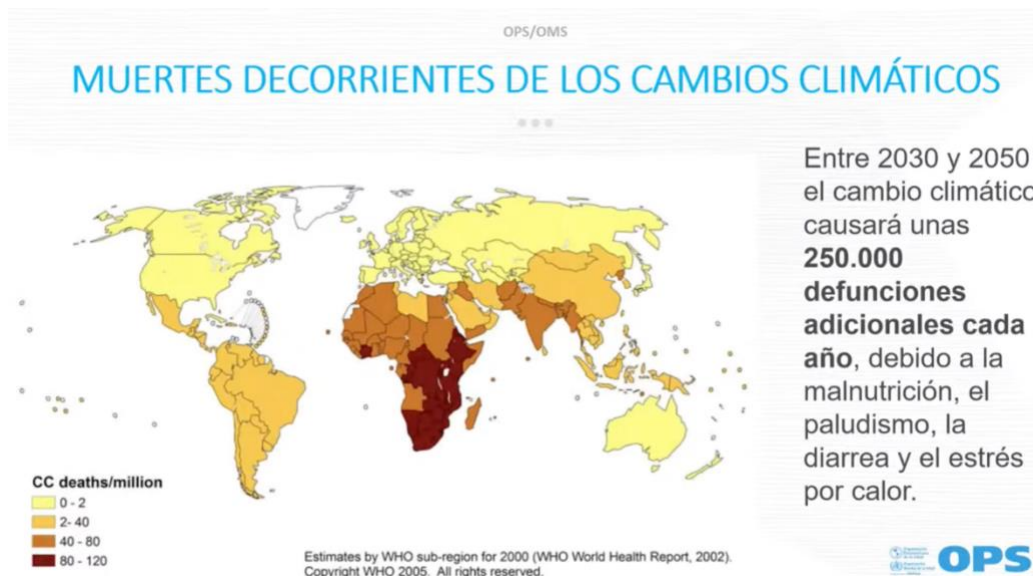 OPS/OMS
MUERTES DECORRIENTES DE LOS CAMBIOS CLIMÁTICOS
Entre 2030 y 2050
el cambio climático
causará unas
250.000
defunciones
adicionales cada
año, debido a la
malnutrición, el
paludismo, la
diarrea y el estrés
por calor.
CC deaths/million
0 - 2
2- 40
40 - 80
80 - 120
Estimates by WHO sub-region for 2000 (WHO World Health Report, 2002).
Copyright WHO 2005. All rights reserved.
OPS